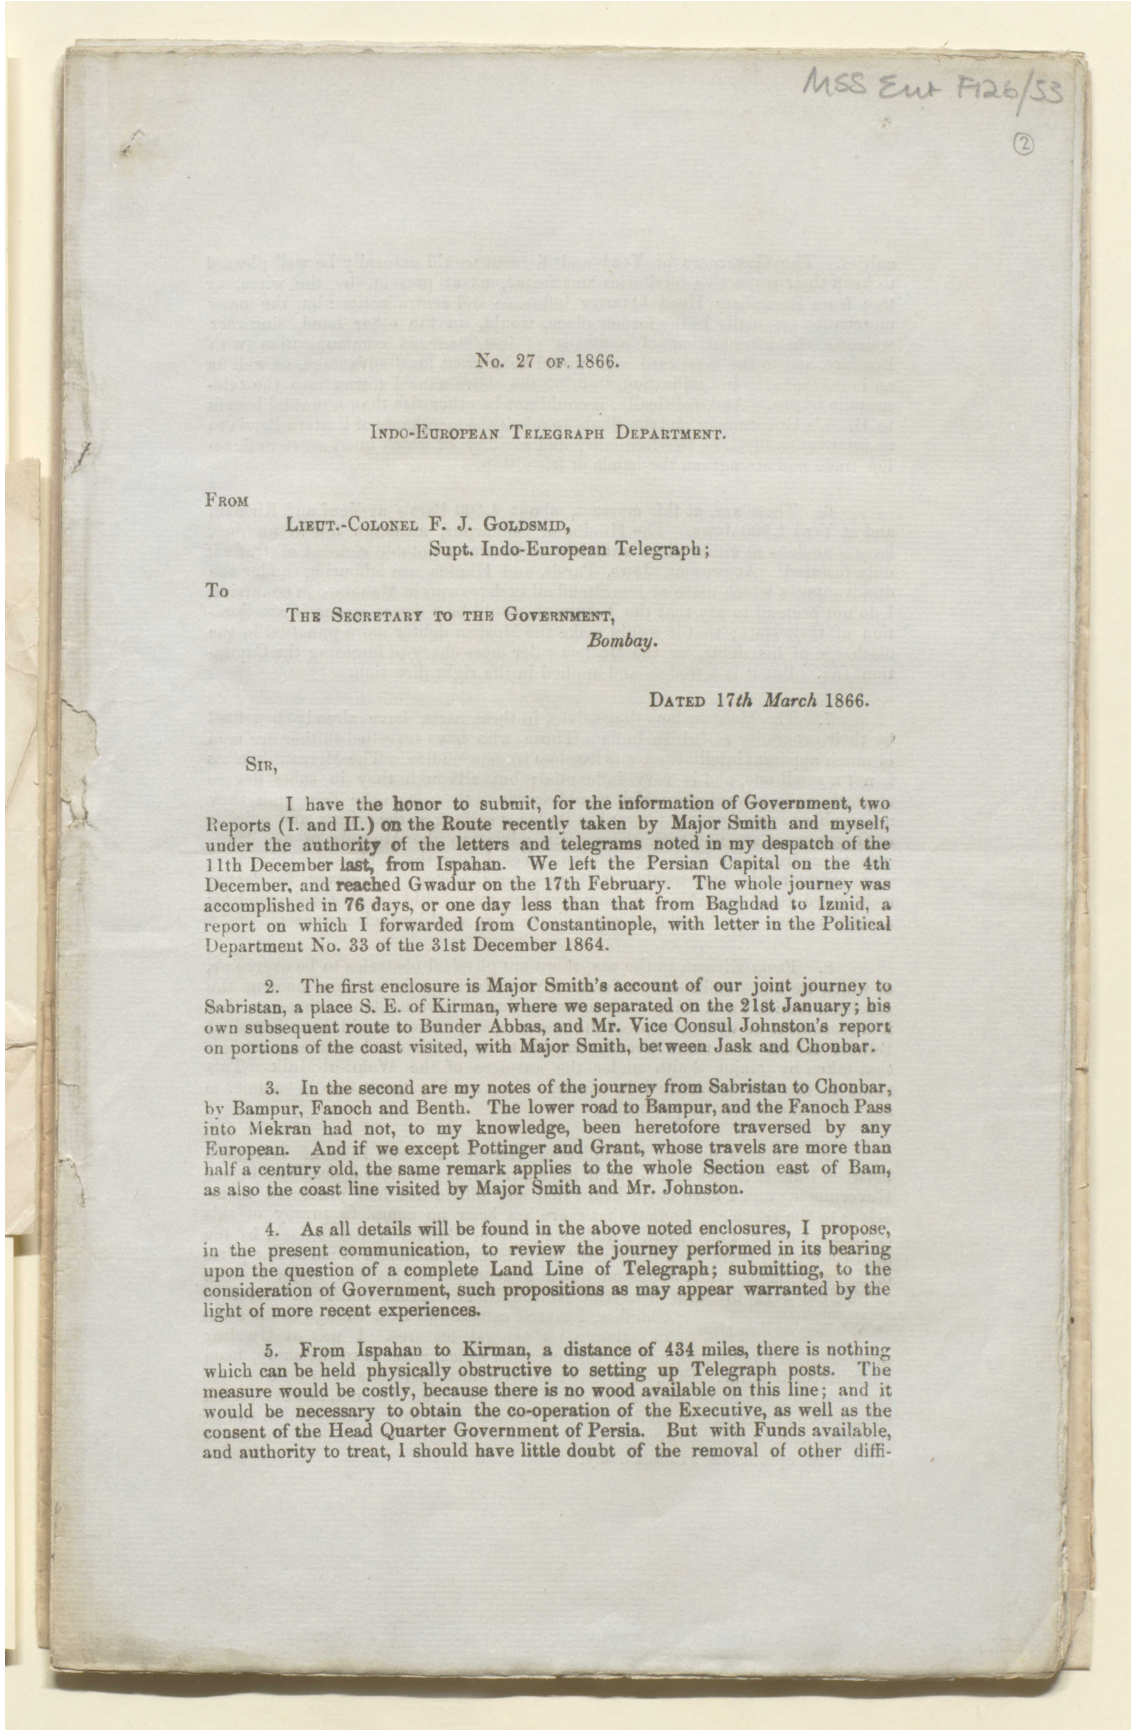 MSS Eur F126/53
2
No. 27 OF. 1866.
INDO-EUROPEAN TELEGRAPH DEPARTMENT.
FROM
LIEUT.-COLONEL F. J. GOLDSMID,
Supt. Indo-European Telegraph;
To
THE SECRETARY TO THE GOVERNMENT,
Bombay.
DATED 17th March 1866.
SIR,
I have the honor to submit, for the information of Government, two
Reports (I. and II.) on the Route recently taken by Major Smith and myself,
under the authority of the letters and telegrams noted in my despatch of the
11th December last, from Ispahan. We left the Persian Capital on the 4th
December, and reached Gwadur on the 17th February. The whole journey was
accomplished in 76 days, or one day less than that from Baghdad to Izmid, a
report on which I forwarded from Constantinople, with letter in the Political
Department No. 33 of the 31st December 1864.
2. The first enclosure is Major Smith's account of our joint journey to
Sabristan, a place S. E. of Kirman, where we separated on the 21st January; his
own subsequent route to Bunder Abbas, and Mr. Vice Consul Johnston's report
on portions of the coast visited, with Major Smith, between Jask and Chonbar.
3. In the second are my notes of the journey from Sabristan to Chonbar,
by Bampur, Fanoch and Benth. The lower road to Bampur, and the Fanoch Pass
into Mekran had not, to my knowledge, been heretofore traversed by any
European. And if we except Pottinger and Grant, whose travels are more than
half a century old, the same remark applies to the whole Section east of Bam,
as also the coast line visited by Major Smith and Mr. Johnston.
4. As all details will be found in the above noted enclosures, I propose,
in the present communication, to review the journey performed in its bearing
upon the question of a complete Land Line of Telegraph; submitting, to the
consideration of Government, such propositions as may appear warranted by the
light of more recent experiences.
5. From Ispahan to Kirman, a distance of 434 miles, there is nothing
which can be held physically obstructive to setting up Telegraph posts. The
measure would be costly, because there is no wood available on this line; and it
would be necessary to obtain the co-operation of the Executive, as well as the
consent of the Head Quarter Government of Persia. But with Funds available,
and authority to treat, I should have little doubt of the removal of other diffi-